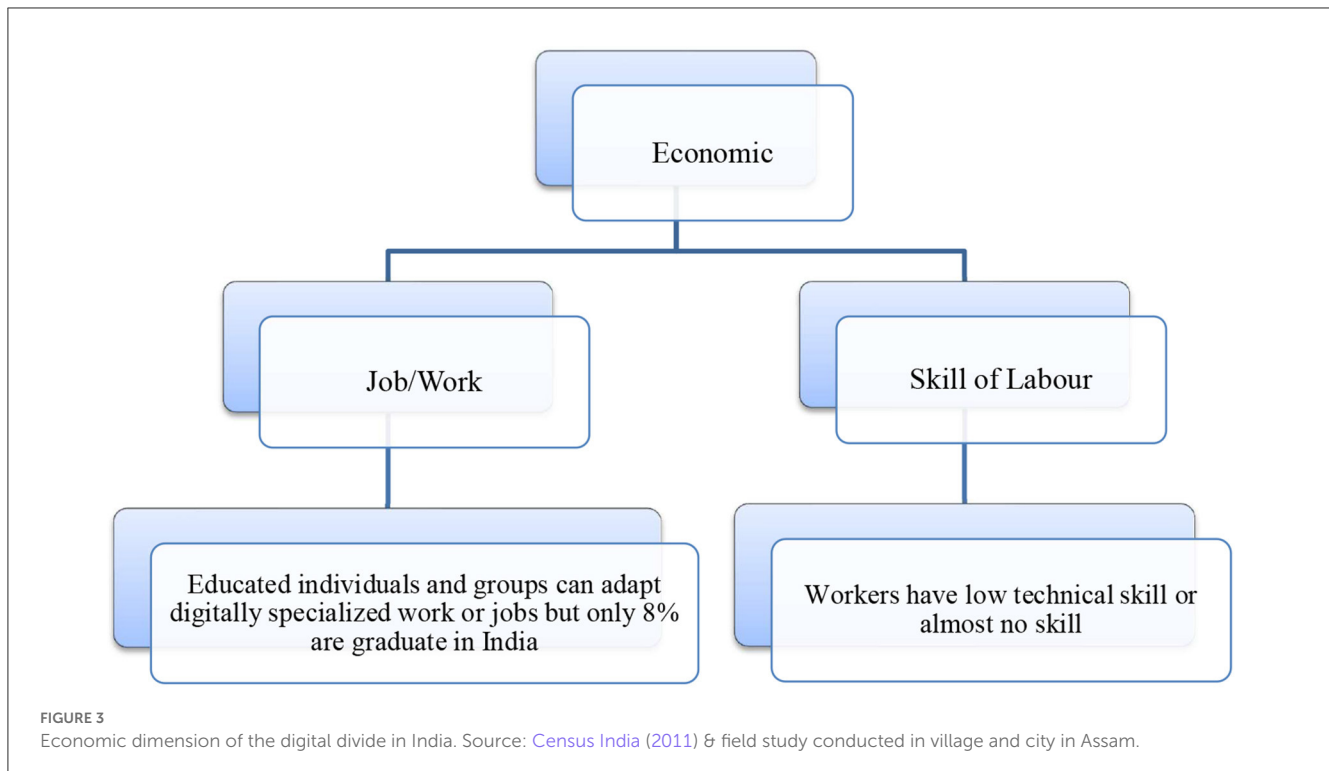 Economic
Job/Work
Skill of Labour
Educated individuals and groups can adapt
digitally specialized work or jobs but only 8%
are graduate in India
Workers have low technical skill or
almost no skill
FIGURE 3
Economic dimension of the digital divide in India. Source: Census India (2011) & field study conducted in village and city in Assam.